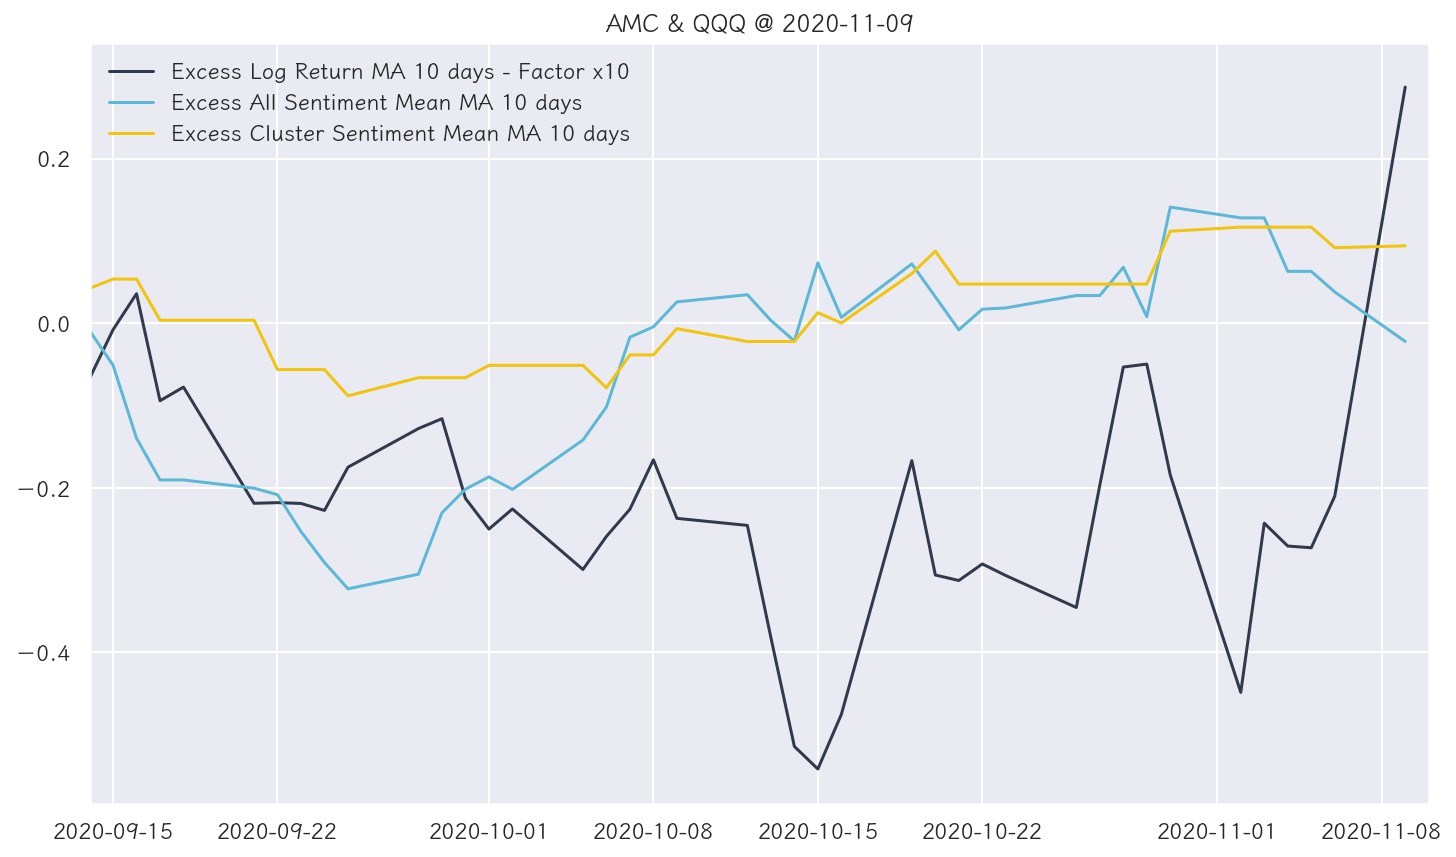 AMC & QQQ @ 2020-11-09
Excess Log Return MA 10 days - Factor x10
Excess All Sentiment Mean MA 10 days
Excess Cluster Sentiment Mean MA 10 days
0.2
0.0
−0.2
−0.4
2020-09-15 2020-09-22 2020-10-01 2020-10-08 2020-10-15 2020-10-22 2020-11-01 2020-11-08